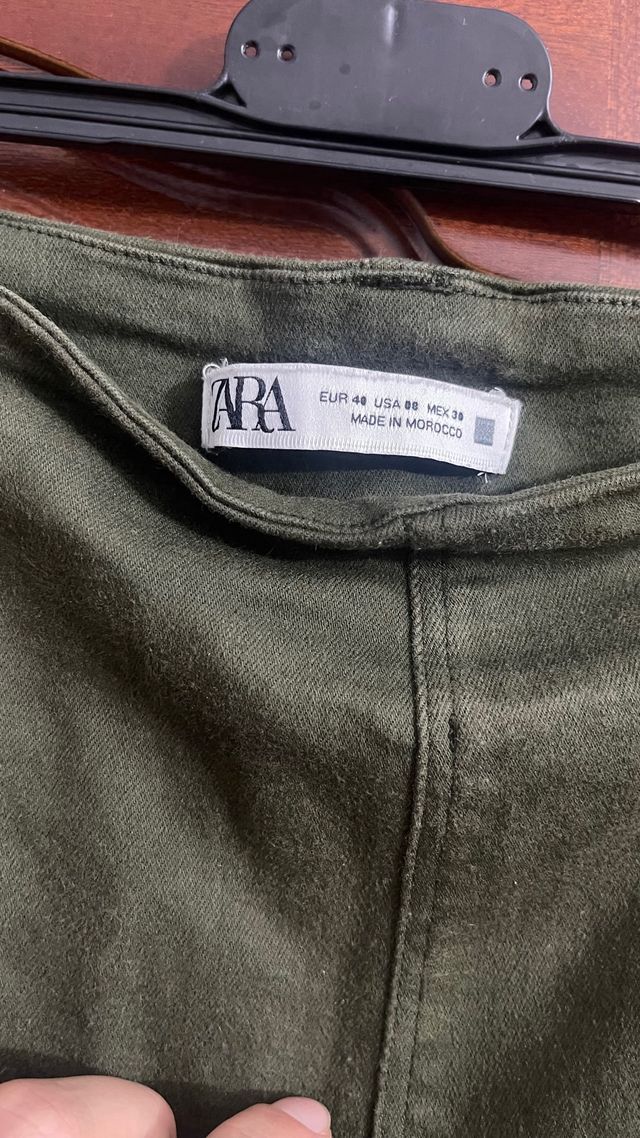 ZARA
EUR 40 USA 08 MEX 30
MADE IN MOROCCO